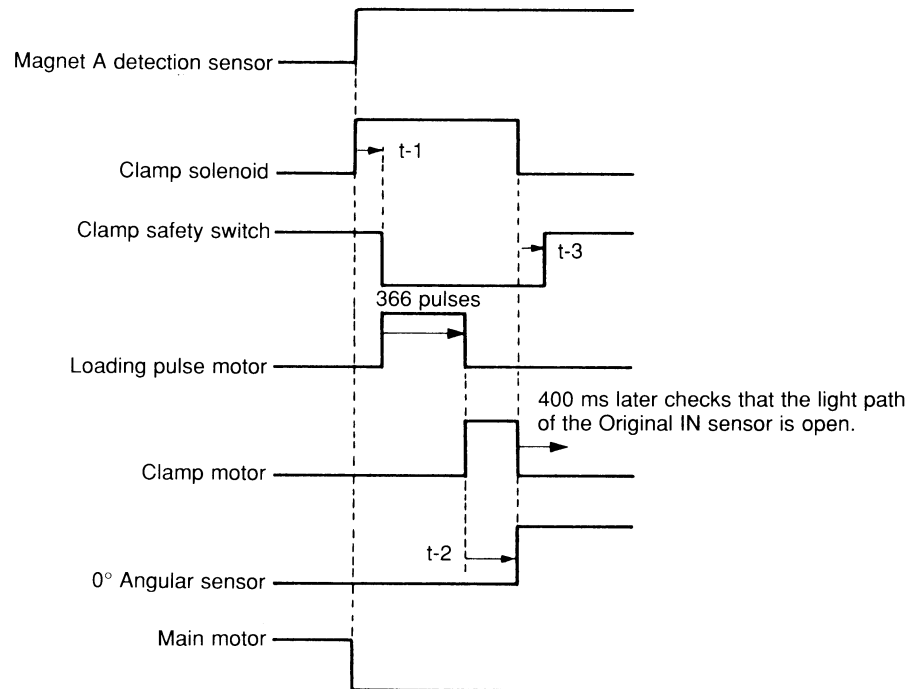 Magnet A detection sensor
t-1
Clamp solenoid
Clamp safety switch
t-3
366 pulses
Loading pulse motor
400 ms later checks that the light path
of the Original IN sensor is open.
Clamp motor
t-2
0° Angular sensor
Main motor